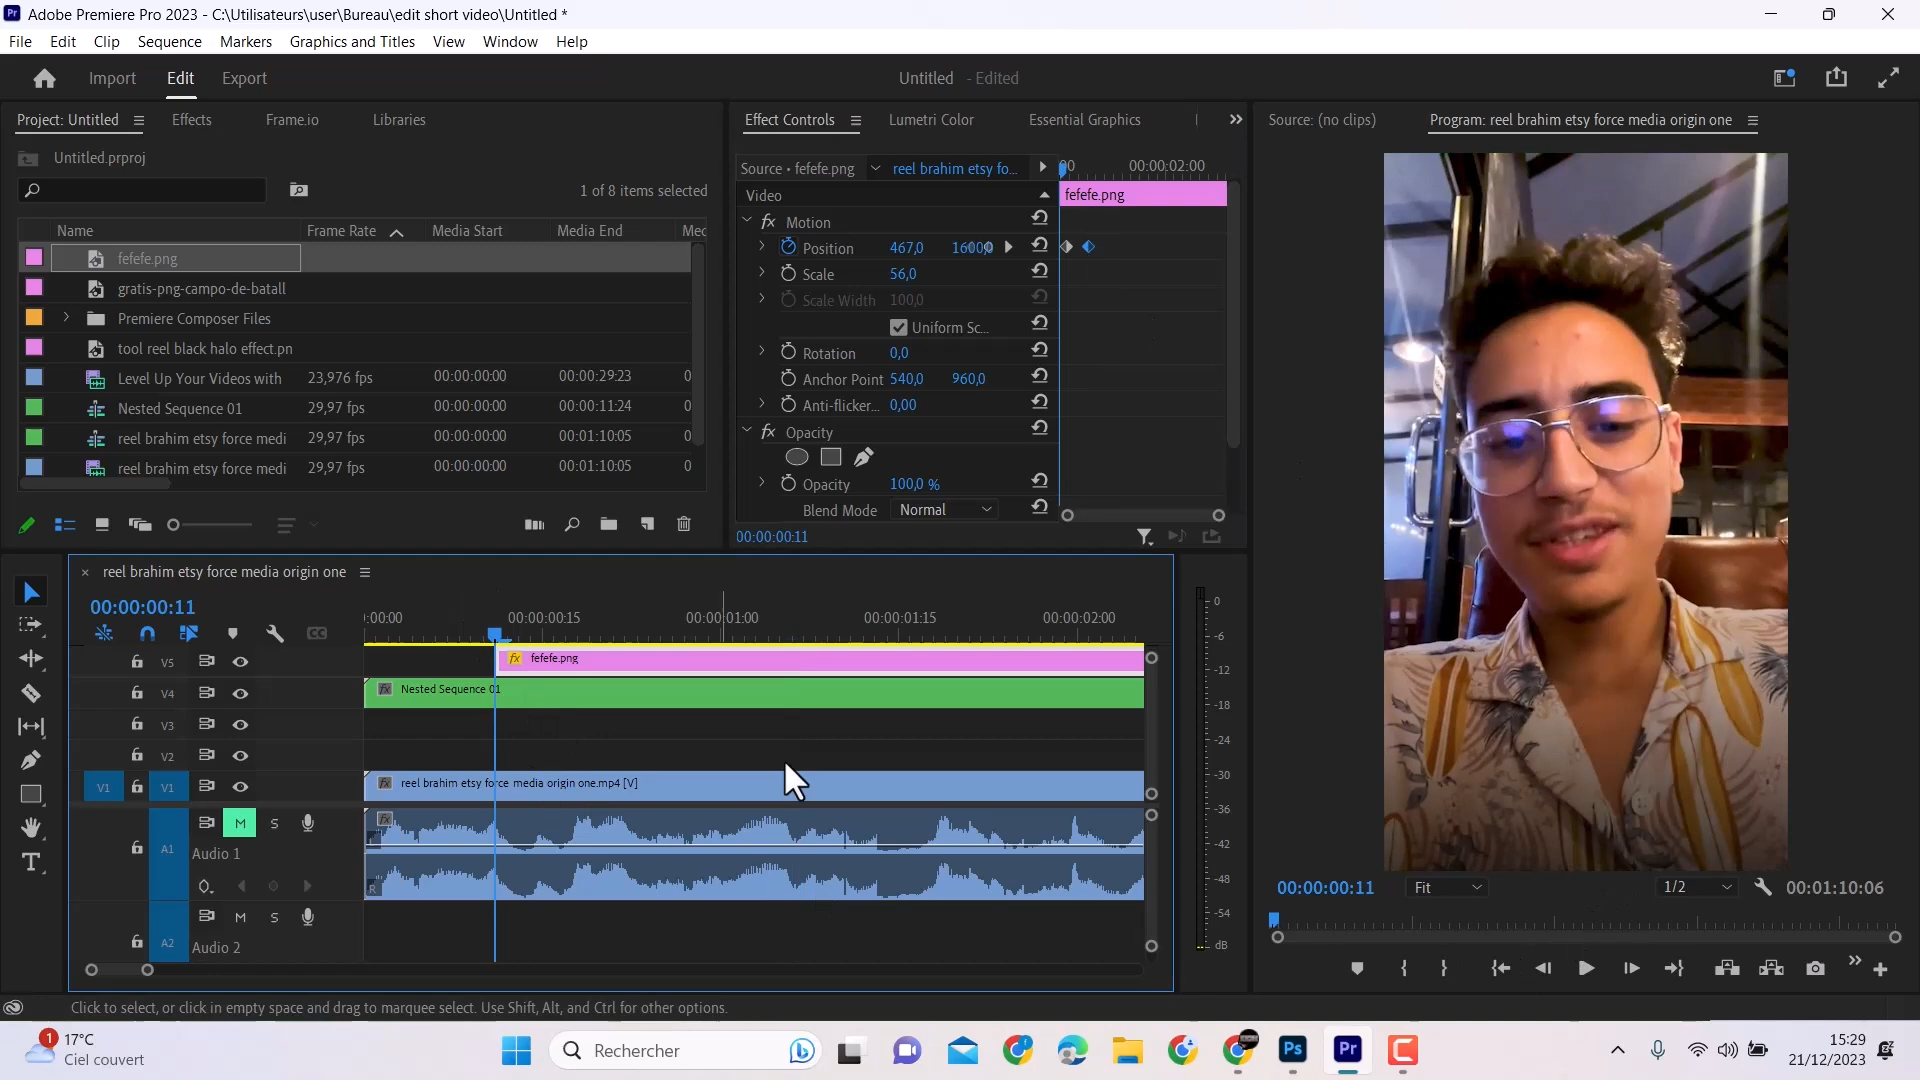 Adobe Premiere Pro 2023 - C:\Utilisateurs\user\Bureau\edit short video\Untitled *
File Edit Clip Sequence Markers Graphics and Titles View Window Help
Import Edit Export Untitled - Edited
Project: Untitled Effects Frame.io Libraries
Effect Controls Lumetri Color Essential Graphics
Source: (no clips) Program: reel brahim etsy force media origin one
Untitled.prproj
1 of 8 items selected
Name Frame Rate Media Start Media End Med
fefefe.png
gratis-png-campo-de-batall
Premiere Composer Files
tool reel black halo effect.pn
Level Up Your Videos with 23,976 fps 00:00:00:00 00:00:29:23 0
Nested Sequence 01 29,97 fps 00:00:00:00 00:00:11:24 0
reel brahim etsy force medi 29,97 fps 00:00:00:00 00:01:10:05 0
reel brahim etsy force medi 29,97 fps 00:00:00:00 00:01:10:05 0
Source • fefefe.png reel brahim etsy fo... 00 00:00:02:00
Video fefefe.png
fx Motion
Position 467,0 1600,0
Scale 56,0
Scale Width 100,0
Uniform Sc...
Rotation 0,0
Anchor Point 540,0 960,0
Anti-flicker... 0,00
fx Opacity
Opacity 100,0 %
Blend Mode Normal
00:00:00:11
reel brahim etsy force media origin one
00:00:00:11
:00:00 00:00:00:15 00:00:01:00 00:00:01:15 00:00:02:00
V5 fx fefefe.png
V4 fx Nested Sequence 01
V3
V2
V1 V1 fx reel brahim etsy force media origin one.mp4 [V]
A1 M S fx
Audio 1
R
A2 M S
Audio 2
0
-6
-12
-18
-24
-30
-36
-42
-48
-54
dB
00:00:00:11 Fit 1/2 00:01:10:06
Click to select, or click in empty space and drag to marquee select. Use Shift, Alt, and Ctrl for other options.
1 17°C
Ciel couvert
Rechercher
Ps Pr
15:29
21/12/2023